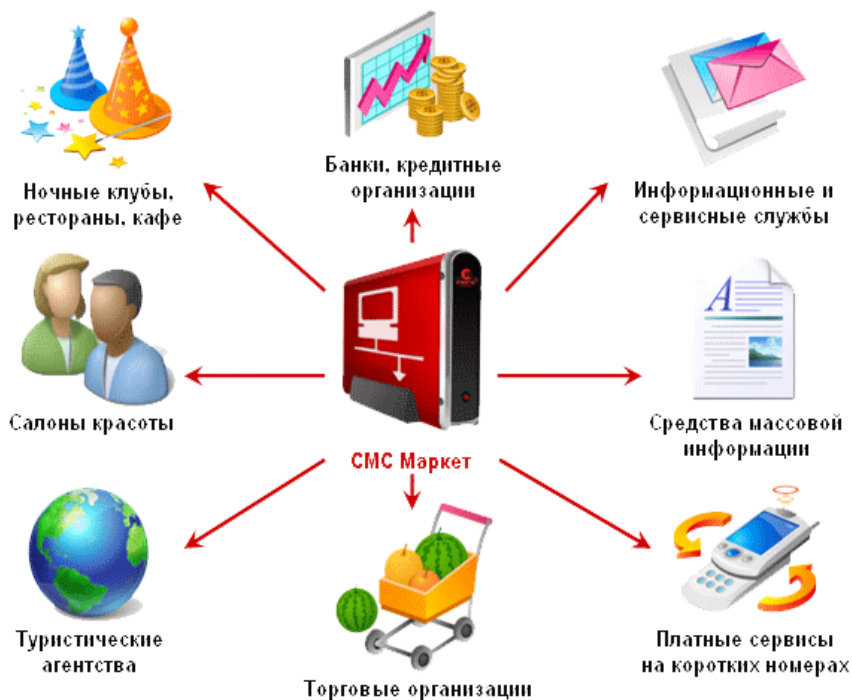 Ночные клубы,
рестораны, кафе
Банки, кредитные
организации
Информационные и
сервисные службы
Салоны красоты
СМС Маркет
Средства массовой
информации
A
Туристические
агентства
Торговые организации
Платные сервисы
на коротких номерах